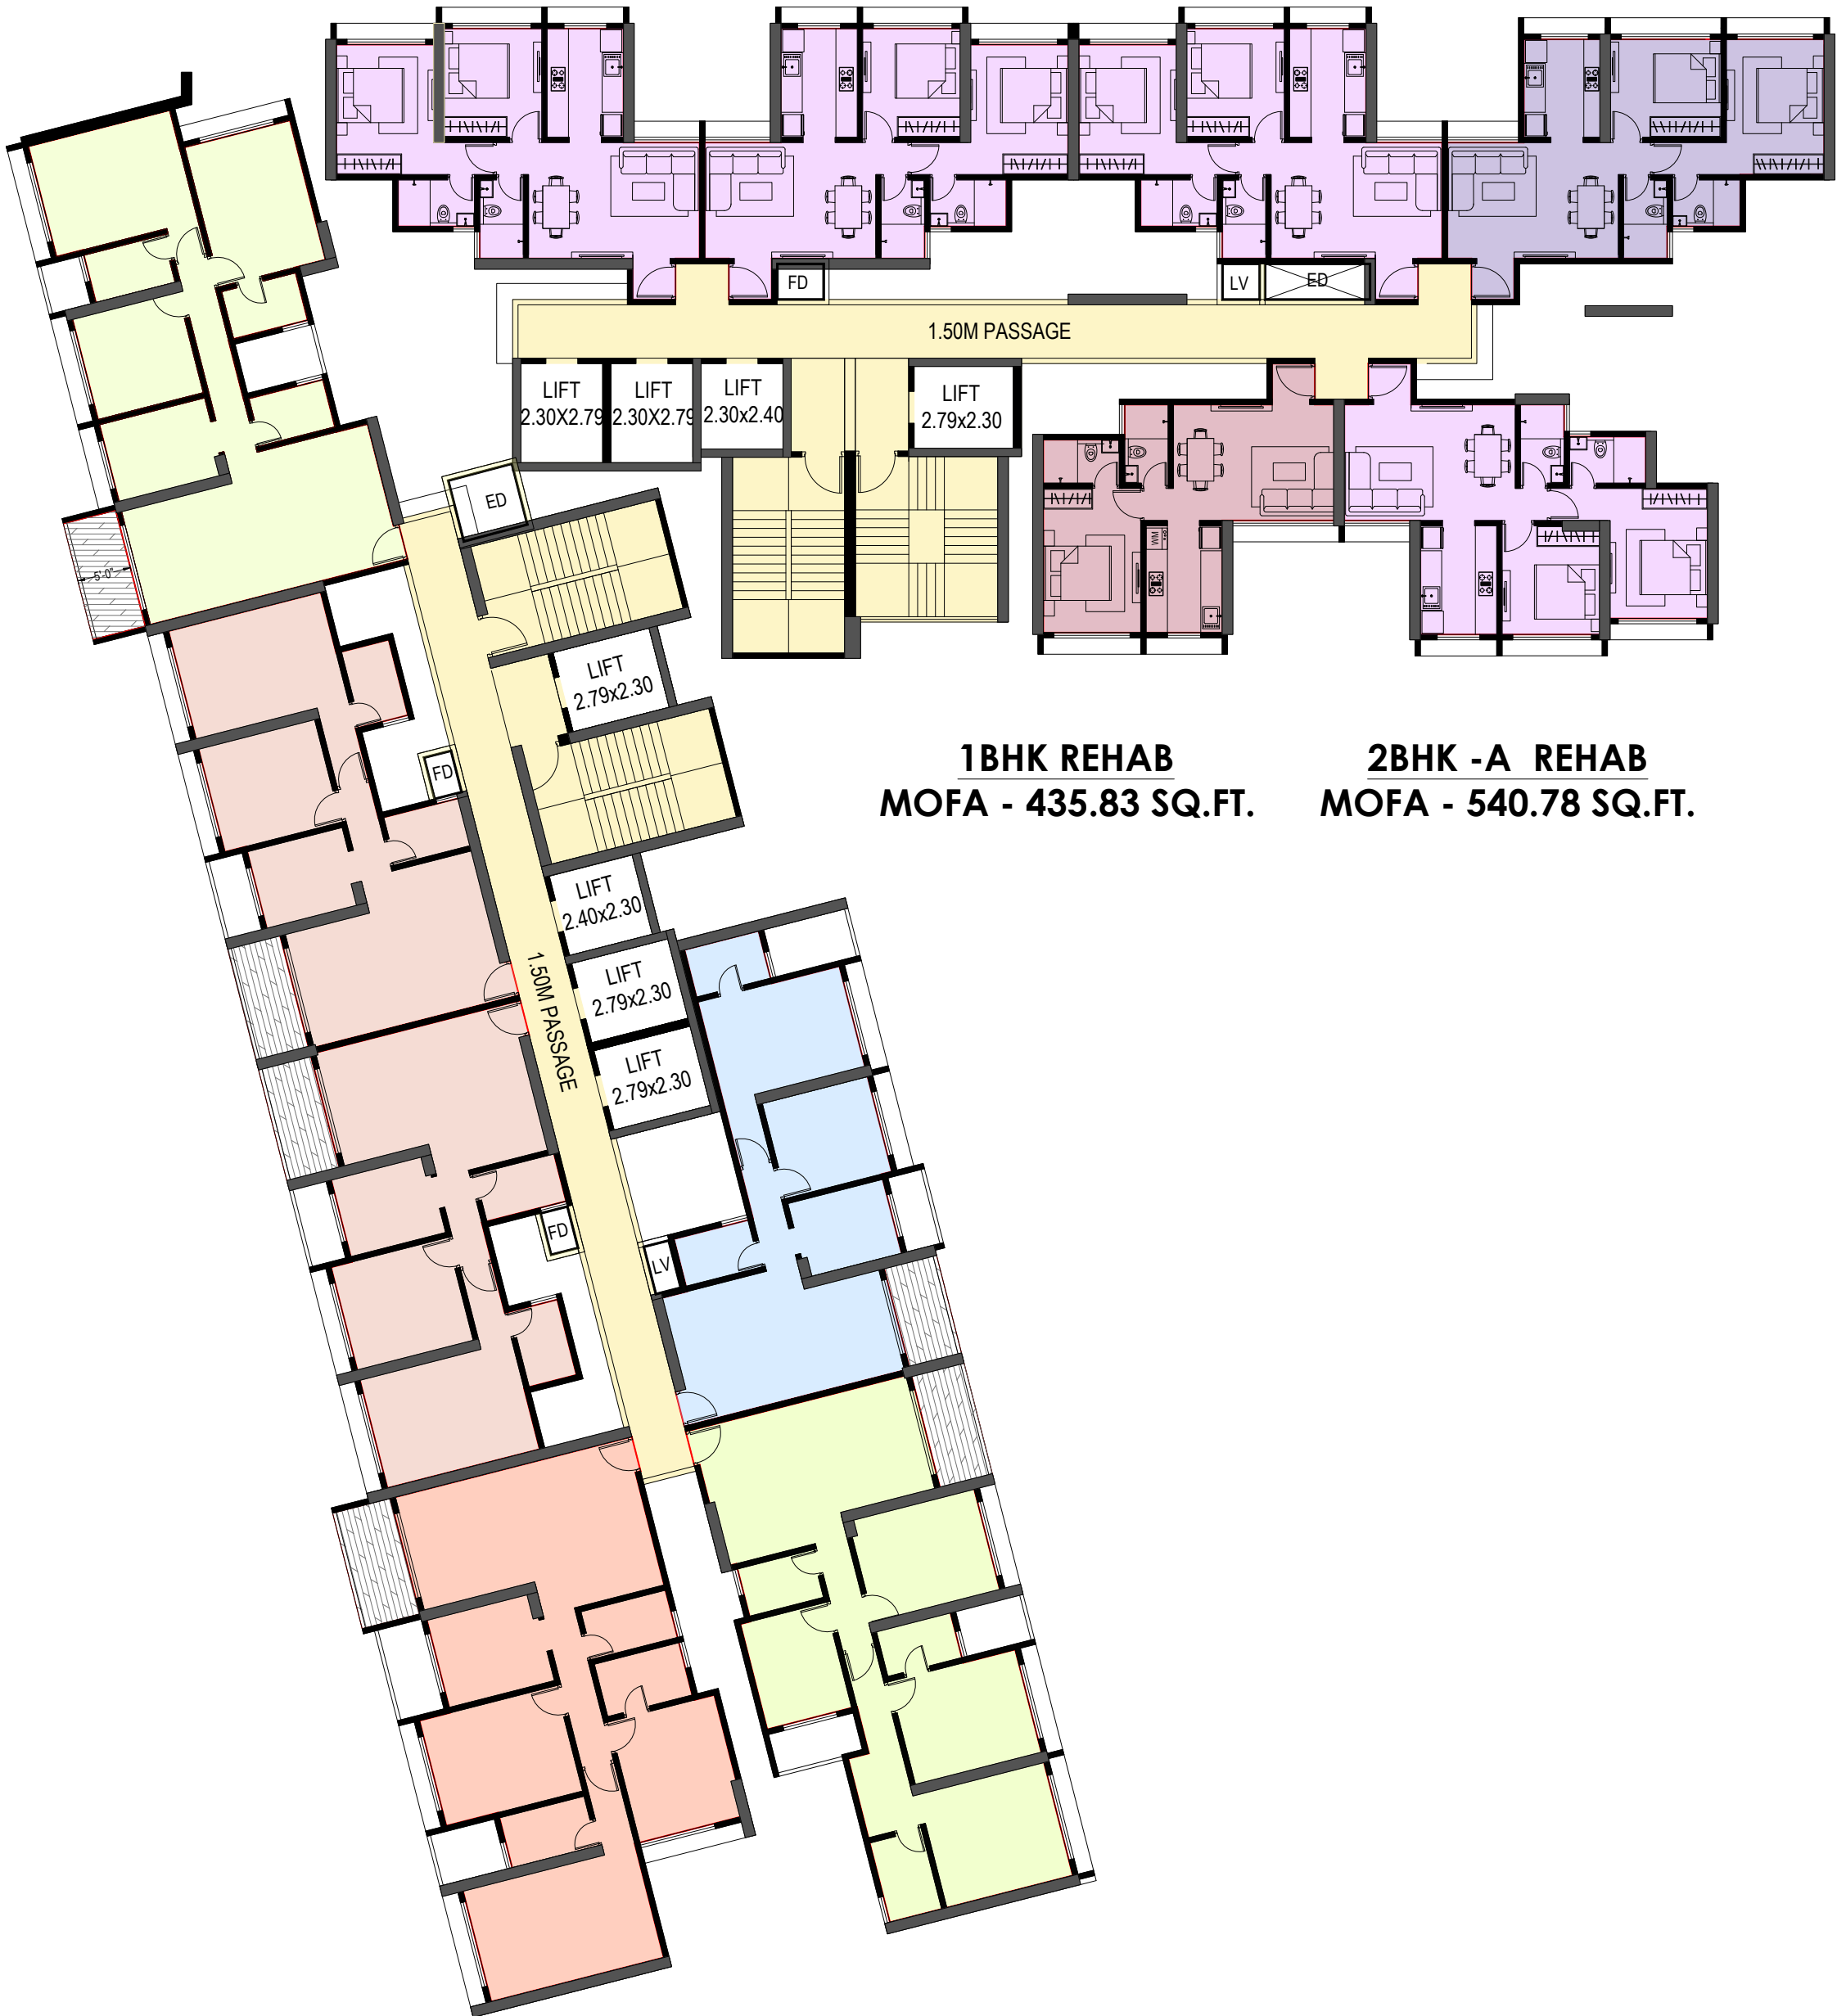 FD
LV
ED
1.50M PASSAGE
LIFT
2.30X2.79
LIFT
2.30X2.79
LIFT
2.30x2.40
LIFT
2.79x2.30
ED
5'-0"
WM
LIFT
2.79x2.30
FD
1BHK REHAB
MOFA - 435.83 SQ.FT.
2BHK -A REHAB
MOFA - 540.78 SQ.FT.
LIFT
2.40x2.30
LIFT
2.79x2.30
1.50M PASSAGE
LIFT
2.79x2.30
FD
LV